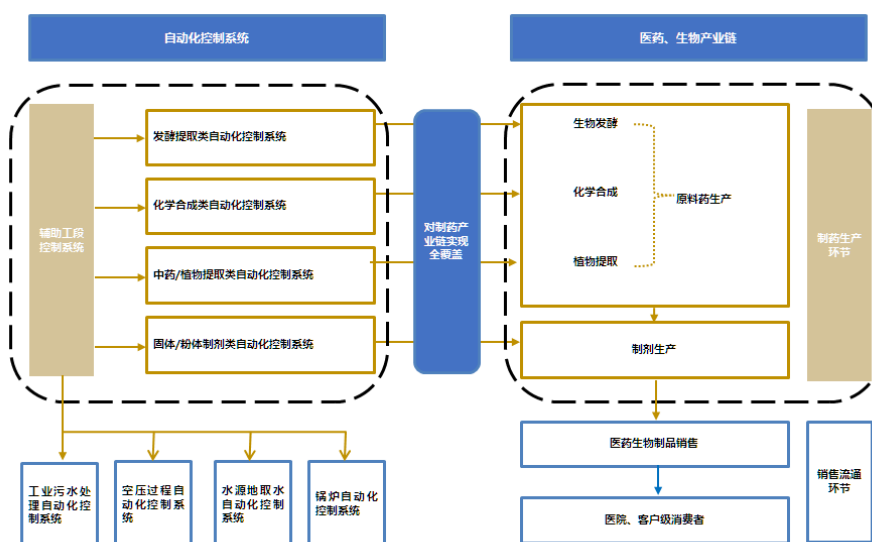 自动化控制系统
医药、生物产业链
辅助工段
控制系统
发酵提取类自动化控制系统
化学合成类自动化控制系统
中药/植物提取类自动化控制系统
固体/粉体制剂类自动化控制系统
对制药产
业链实现
全覆盖
生物发酵
化学合成
植物提取
原料药生产
制剂生产
制药生产
环节
工业污水处
理自动化控
制系统
空压过程自
动化控制系
统
水源地取水
自动化控制
系统
锅炉自动化
控制系统
医药生物制品销售
医院、客户级消费者
销售流通
环节